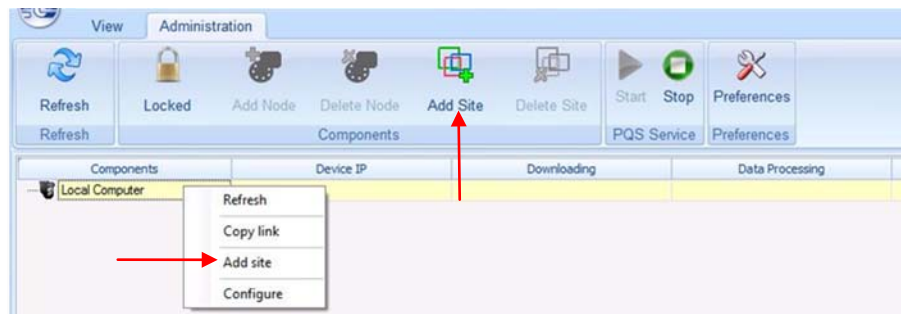 View Administration
Refresh Locked Add Node Delete Node Add Site Delete Site Start Stop Preferences
Refresh Components PQS Service Preferences
Components Device IP Downloading Data Processing
Local Computer
Refresh
Copy link
Add site
Configure